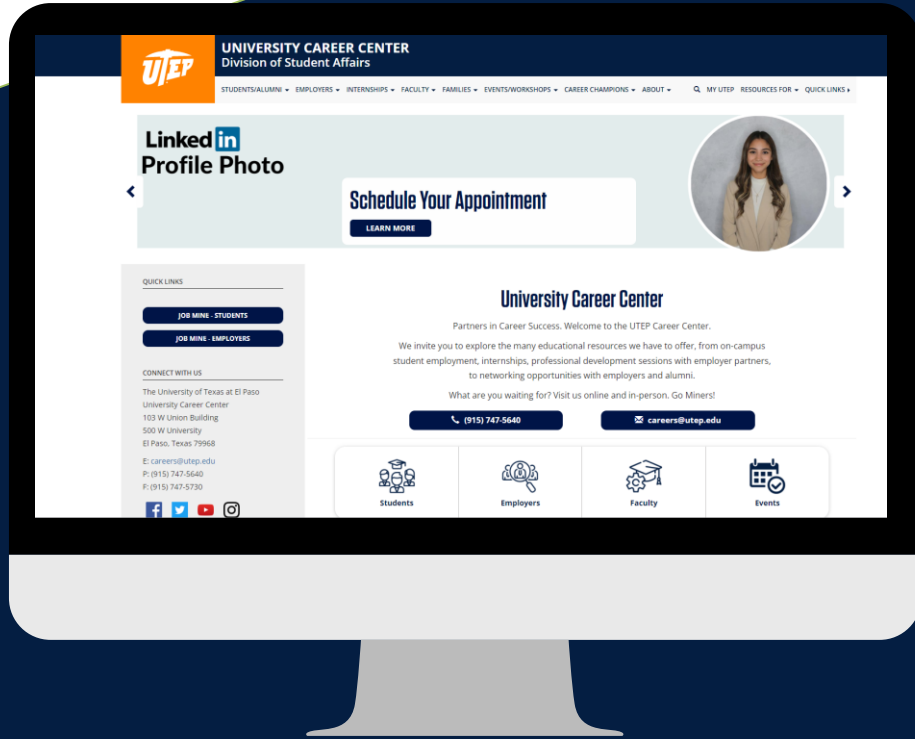 UTEP
UNIVERSITY CAREER CENTER
Division of Student Affairs
STUDENTS/ALUMNI EMPLOYERS INTERNSHIPS FACULTY FAMILIES EVENTS/WORKSHOPS CAREER CHAMPIONS ABOUT MY UTEP RESOURCES FOR QUICK LINKS
Linked in
Profile Photo
Schedule Your Appointment
LEARN MORE
QUICK LINKS
JOB MINE - STUDENTS
JOB MINE - EMPLOYERS
CONNECT WITH US
The University of Texas at El Paso
University Career Center
103 W Union Building
500 W University
El Paso, Texas 79968
E: careers@utep.edu
P: (915) 747-5640
F: (915) 747-5730
University Career Center
Partners in Career Success. Welcome to the UTEP Career Center.
We invite you to explore the many educational resources we have to offer, from on-campus
student employment, internships, professional development sessions with employer partners,
to networking opportunities with employers and alumni.
What are you waiting for? Visit us online and in-person. Go Miners!
(915) 747-5640
careers@utep.edu
Students
Employers
Faculty
Events